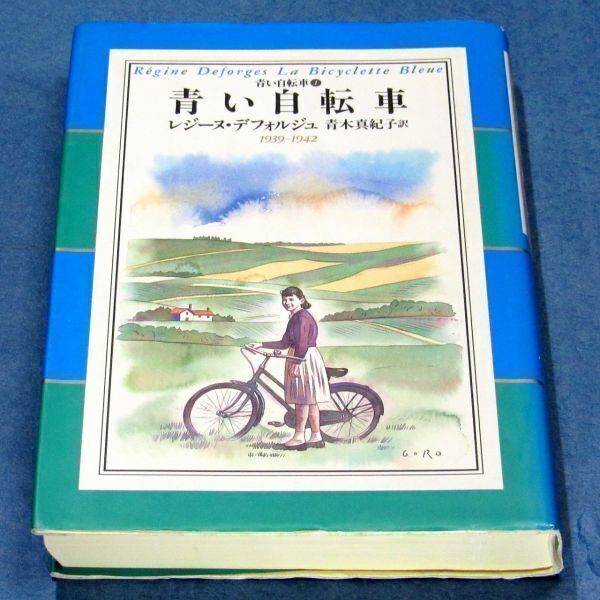 Régine Deforges La Bicyclette Bleue
青い自転車❶
青い自転車
レジーヌ・デフォルジュ 青木真紀子訳
1939-1942
GORO